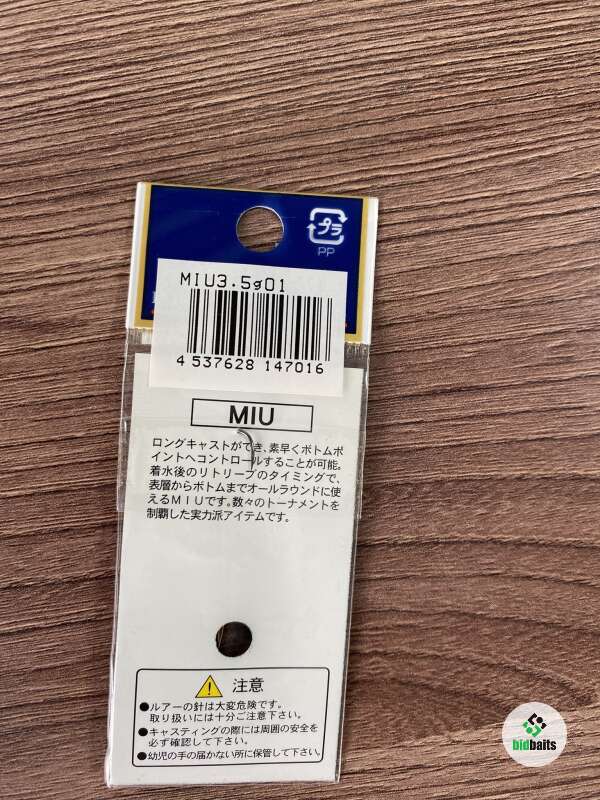 プラ
PP
MIU3.5g01
4 537628 147016
MIU
ロングキャストができ、素早くボトムポ
イントへコントロールすることが可能。
着水後のリトリーブのタイミングで、
表層からボトムまでオールラウンドに使
えるMIUです。数々のトーナメントを
制覇した実力派アイテムです。
注意
●ルアーの針は大変危険です。
取り扱いには十分ご注意下さい。
●キャスティングの際には周囲の安全を
必ず確認して下さい。
●幼児の手の届かない所に保管して下さい。
bidbaits